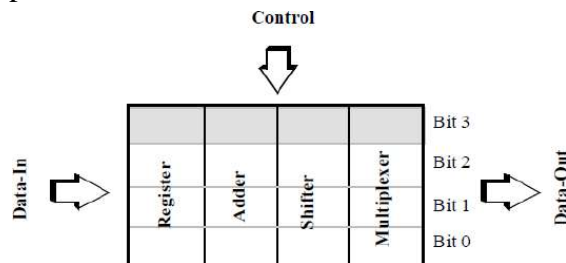 Control
Data-In
Register
Adder
Shifter
Multiplexer
Bit 3
Bit 2
Bit 1
Bit 0
Data-Out